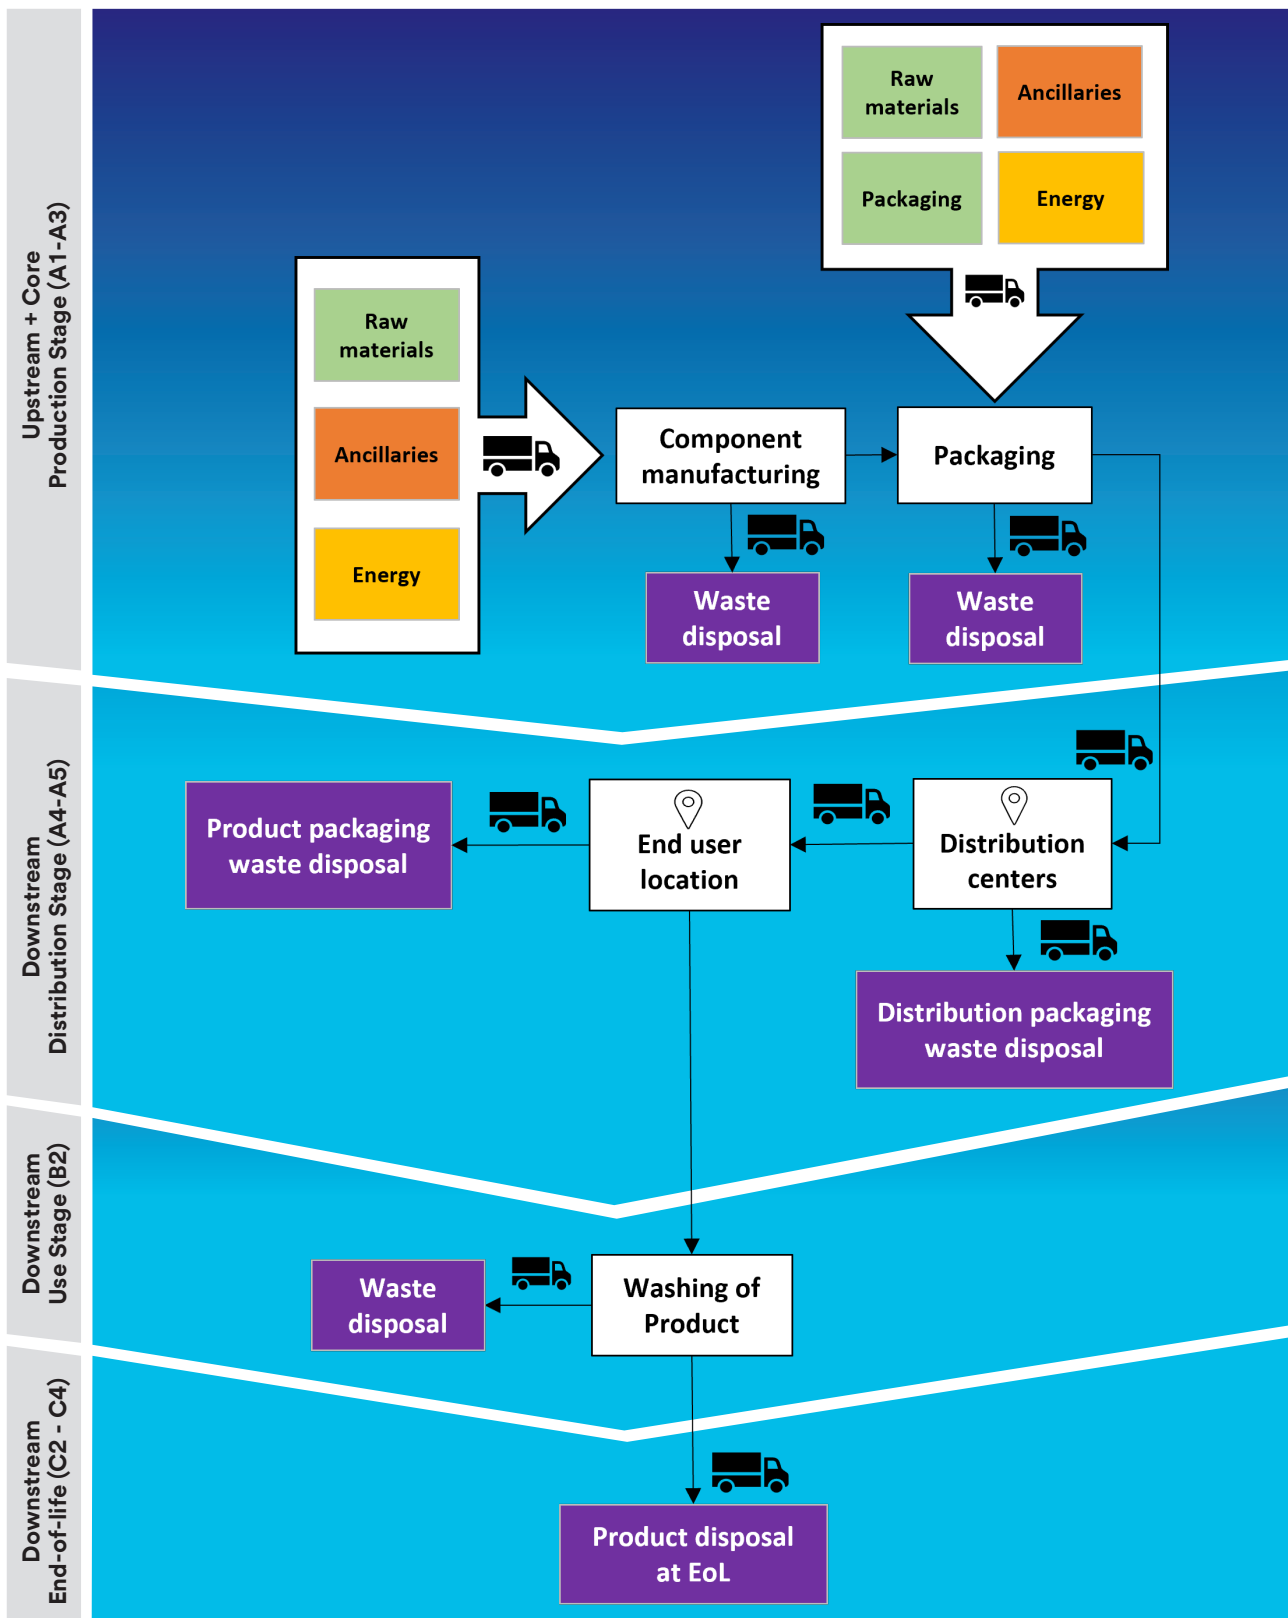 Upstream + Core
Production Stage (A1-A3)
Raw
materials
Ancillaries
Packaging
Energy
Raw
materials
Ancillaries
Energy
Component
manufacturing
Packaging
Waste
disposal
Waste
disposal
Downstream
Distribution Stage (A4-A5)
Product packaging
waste disposal
End user
location
Distribution
centers
Distribution packaging
waste disposal
Downstream
Use Stage (B2)
Waste
disposal
Washing of
Product
Downstream
End-of-life (C2 - C4)
Product disposal
at EoL